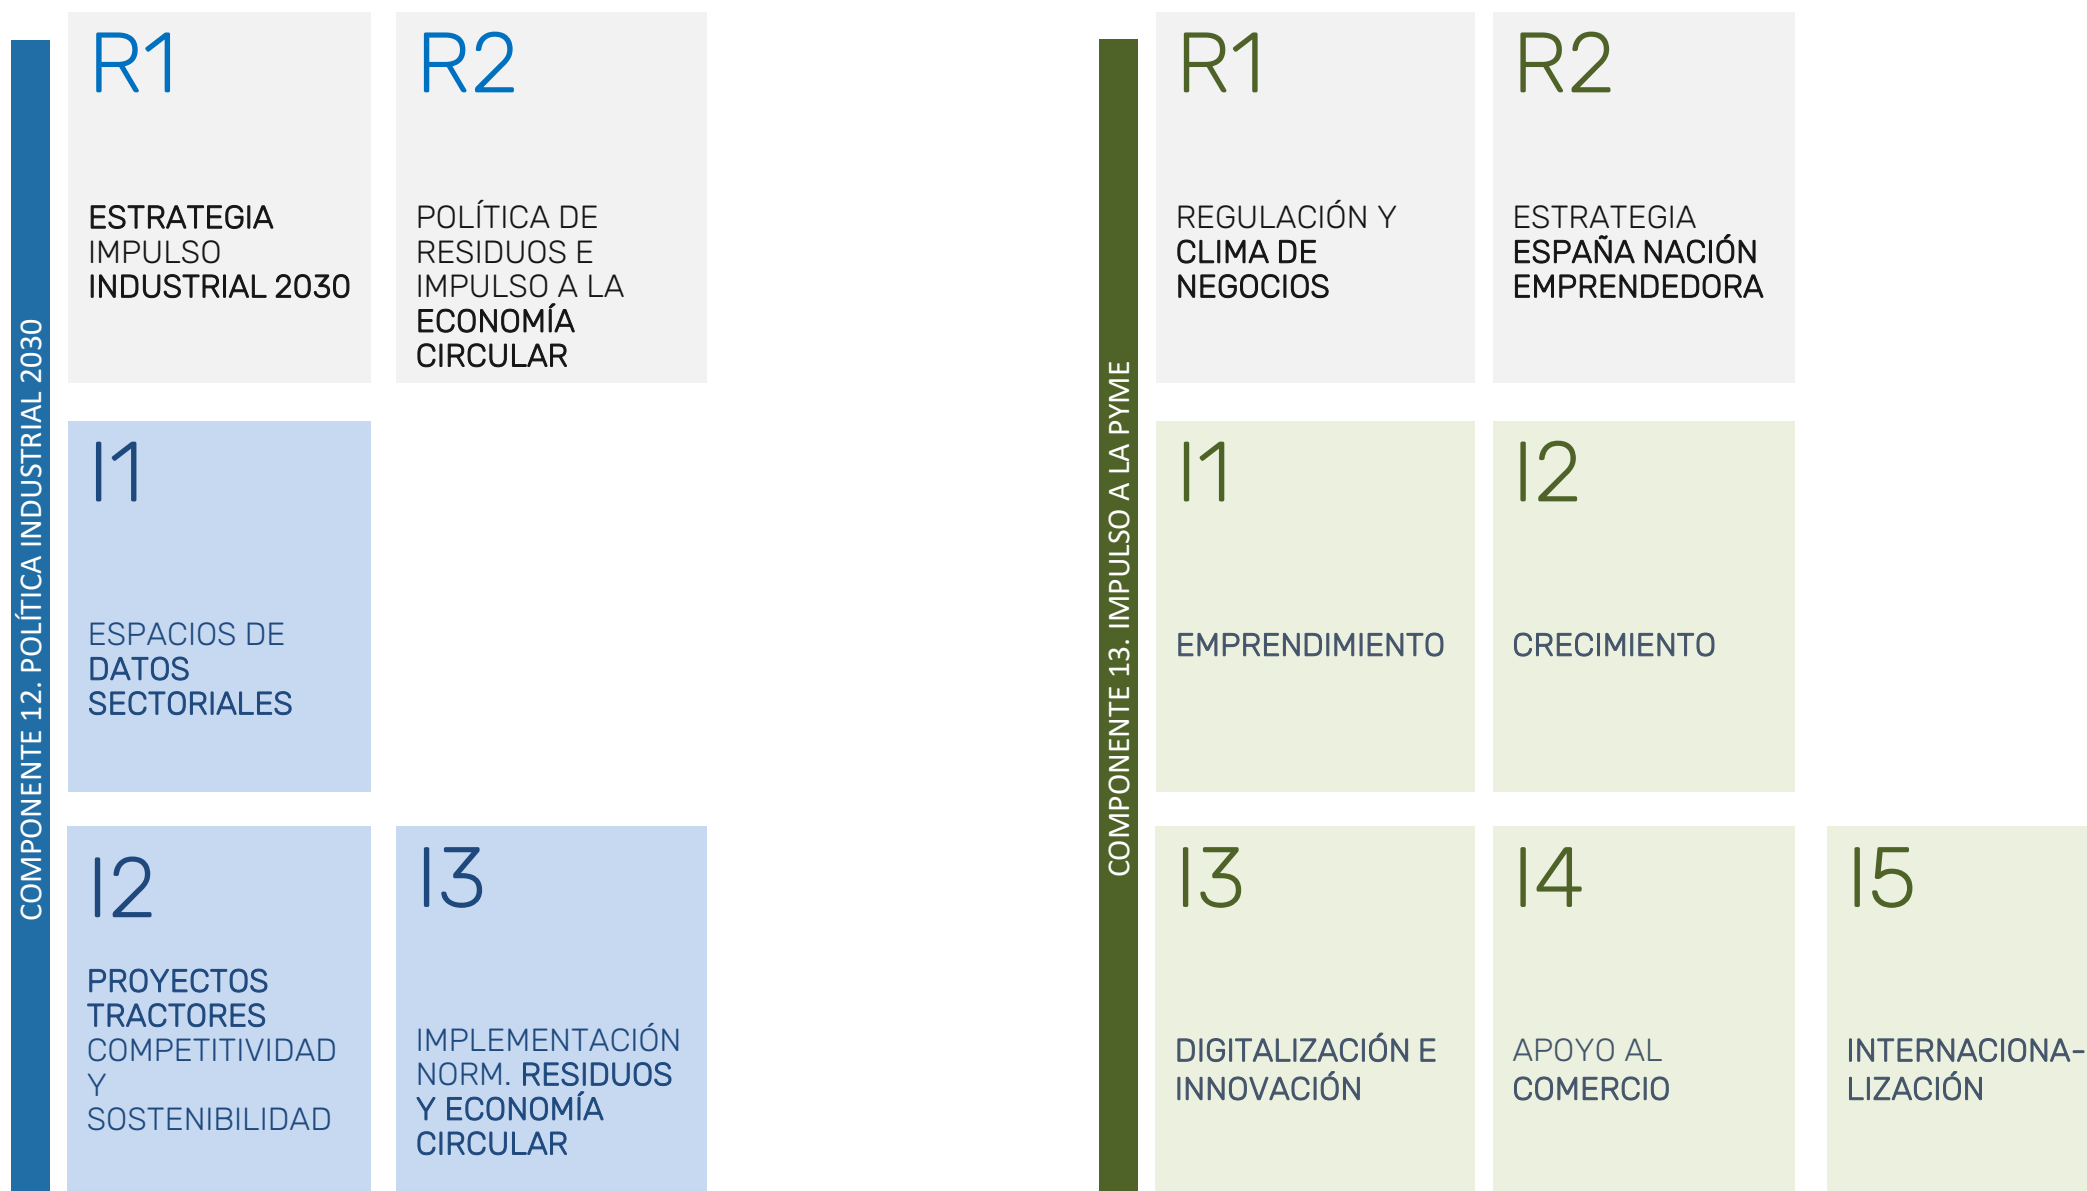 COMPONENTE 12. POLÍTICA INDUSTRIAL 2030
R1
ESTRATEGIA
IMPULSO
INDUSTRIAL 2030
R2
POLÍTICA DE
RESIDUOS E
IMPULSO A LA
ECONOMÍA
CIRCULAR
I1
ESPACIOS DE
DATOS
SECTORIALES
I2
PROYECTOS
TRACTORES
COMPETITIVIDAD
Y
SOSTENIBILIDAD
I3
IMPLEMENTACIÓN
NORM. RESIDUOS
Y ECONOMÍA
CIRCULAR
COMPONENTE 13. IMPULSO A LA PYME
R1
REGULACIÓN Y
CLIMA DE
NEGOCIOS
R2
ESTRATEGIA
ESPAÑA NACIÓN
EMPRENDEDORA
I1
EMPRENDIMIENTO
I2
CRECIMIENTO
I3
DIGITALIZACIÓN E
INNOVACIÓN
I4
APOYO AL
COMERCIO
I5
INTERNACIONA-
LIZACIÓN